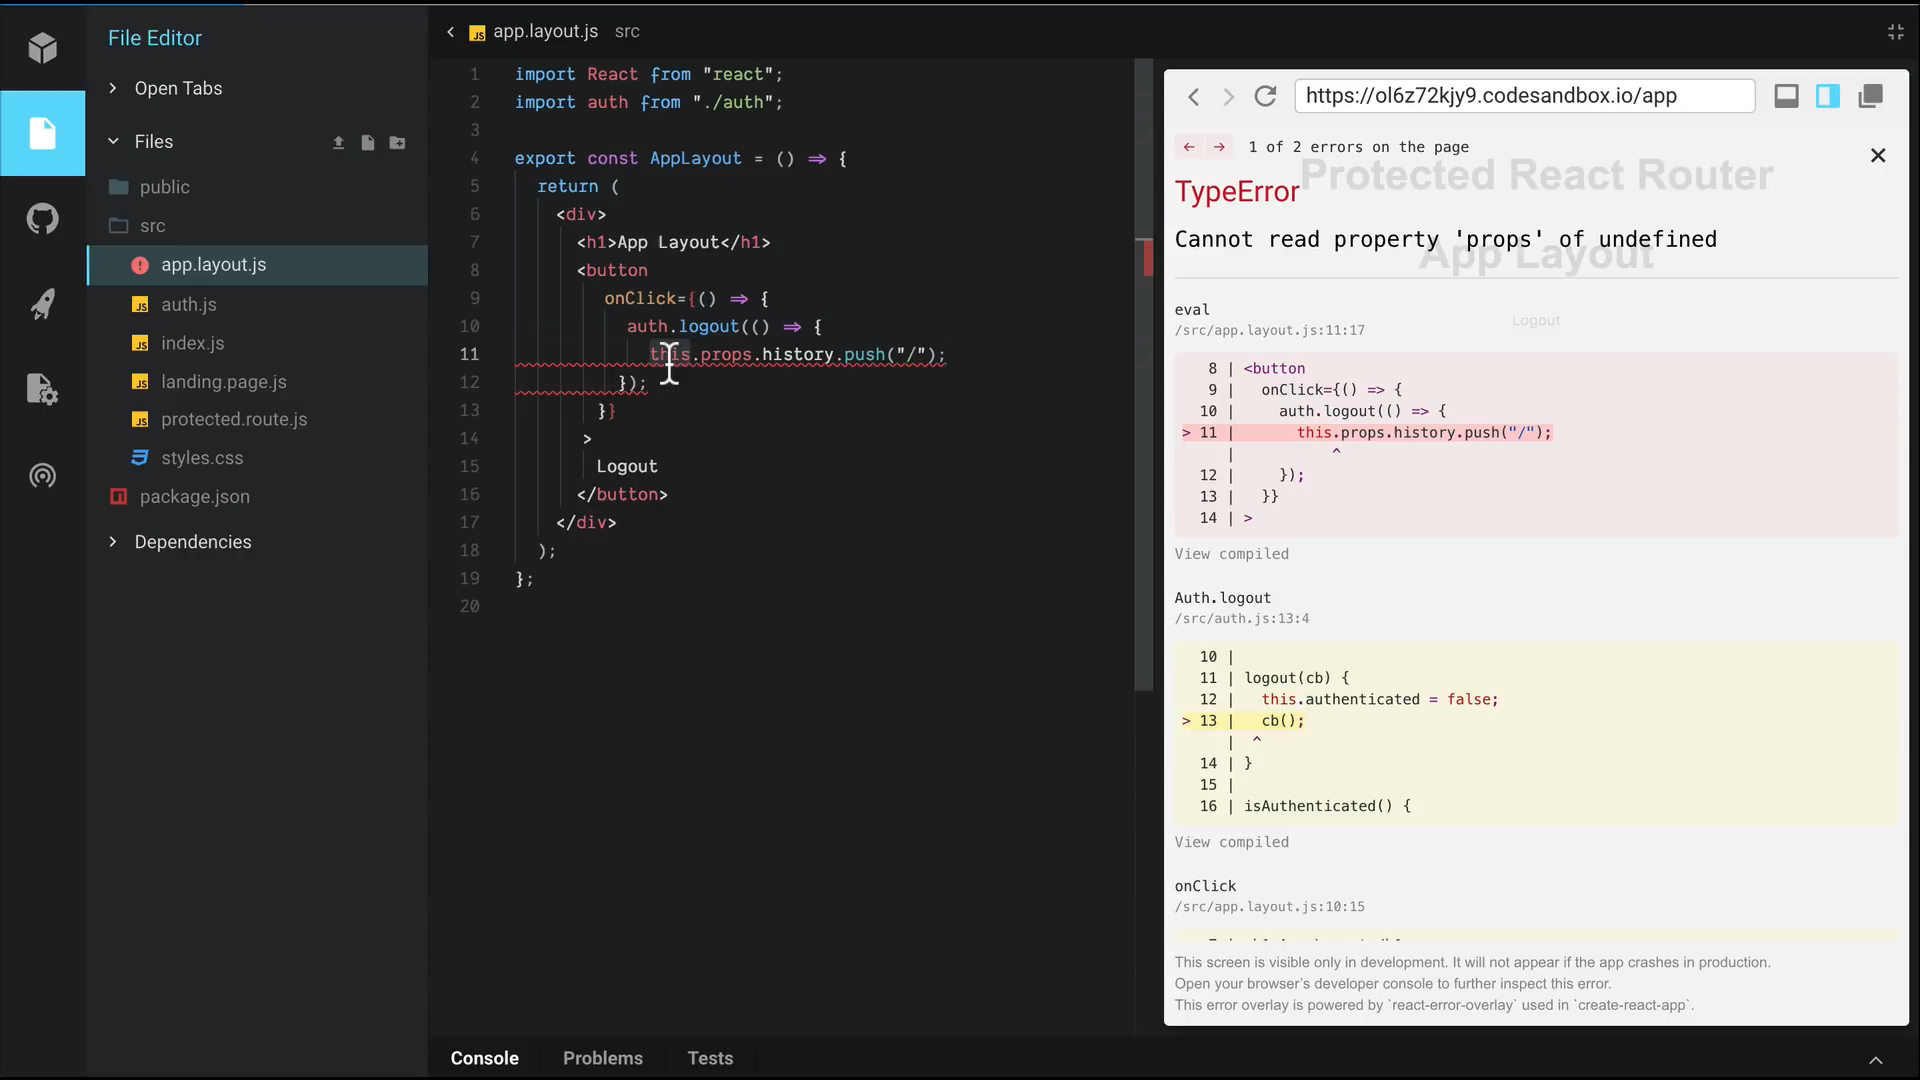 File Editor
Open Tabs
Files
public
src
app.layout.js
auth.js
index.js
landing.page.js
protected.route.js
styles.css
package.json
Dependencies
app.layout.js src
1 import React from "react";
2 import auth from "./auth";
3
4 export const AppLayout = () => {
5 return (
6 <div>
7 <h1>App Layout</h1>
8 <button
9 onClick={() => {
10 auth.logout(() => {
11 this.props.history.push("/");
12 });
13 }}
14 >
15 Logout
16 </button>
17 </div>
18 );
19 };
20
https://ol6z72kjy9.codesandbox.io/app
1 of 2 errors on the page
Protected React Router
TypeError
Cannot read property 'props' of undefined
App Layout
eval
/src/app.layout.js:11:17
Logout
8 | <button
9 | onClick={() => {
10 | auth.logout(() => {
> 11 | this.props.history.push("/");
| ^
12 | });
13 | }}
14 | >
View compiled
Auth.logout
/src/auth.js:13:4
10 |
11 | logout(cb) {
12 | this.authenticated = false;
> 13 | cb();
| ^
14 | }
15 |
16 | isAuthenticated() {
View compiled
onClick
/src/app.layout.js:10:15
This screen is visible only in development. It will not appear if the app crashes in production.
Open your browser's developer console to further inspect this error.
This error overlay is powered by `react-error-overlay` used in `create-react-app`.
Console Problems Tests